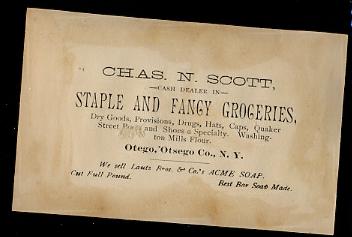 CHAS. N. SCOTT,
—CASH DEALER IN—
STAPLE AND FANCY GROCERIES,
Dry Goods, Provisions, Drugs, Hats, Caps, Quaker
Street Boots and Shoes a Specialty. Washing-
ton Mills Flour.
Otego, Otsego Co., N. Y.
We sell Lautz Bros. & Co.'s ACME SOAP.
Cut Full Pound. Best Bar Soap Made.